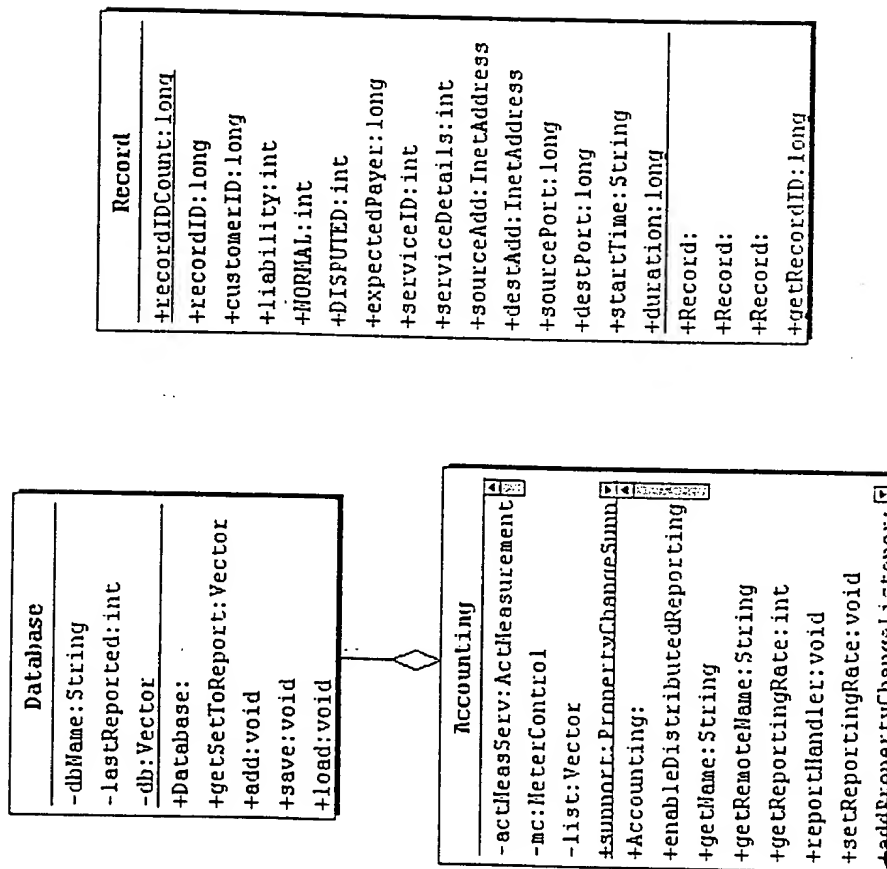 Record
+recordIDCount:long
+recordID:long
+customerID:long
+liability:int
+NORMAL:int
+DISPUTED:int
+expectedPayer:long
+serviceID:int
+serviceDetails:int
+sourceAdd:InetAddress
+destAdd:InetAddress
+sourcePort:long
+destPort:long
+startTime:String
+duration:long
+Record:
+Record:
+Record:
+getRecordID:long
Database
-dbName:String
-lastReported:int
-db:Vector
+Database:
+getSetToReport:Vector
+add:void
+save:void
+load:void
Accounting
-actMeasServ:ActMeasurement
-mc:MeterControl
-list:Vector
+support:PropertyChangeSupp
+Accounting:
+enableDistributedReporting
+getName:String
+getRemoteName:String
+getReportingRate:int
+reportHandler:void
+setReportingRate:void
+addPropertyChangeListener: